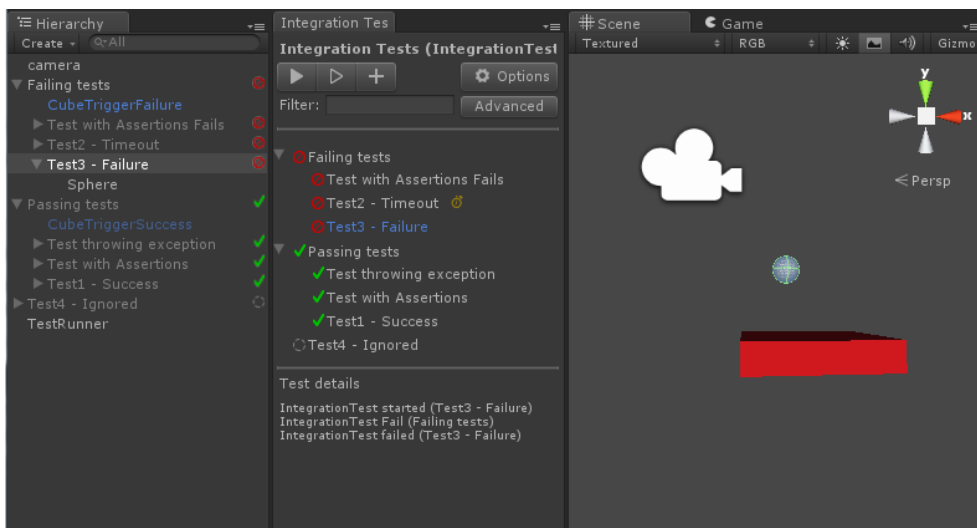 Hierarchy
Create
All
camera
Failing tests
CubeTriggerFailure
Test with Assertions Fails
Test2 - Timeout
Test3 - Failure
Sphere
Passing tests
CubeTriggerSuccess
Test throwing exception
Test with Assertions
Test1 - Success
Test4 - Ignored
TestRunner
Integration Tes
Integration Tests (IntegrationTest
Options
Filter:
Advanced
Failing tests
Test with Assertions Fails
Test2 - Timeout
Test3 - Failure
Passing tests
Test throwing exception
Test with Assertions
Test1 - Success
Test4 - Ignored
Test details
IntegrationTest started (Test3 - Failure)
IntegrationTest Fail (Failing tests)
IntegrationTest failed (Test3 - Failure)
Scene Game
Textured RGB Gizmo
y
x
Persp